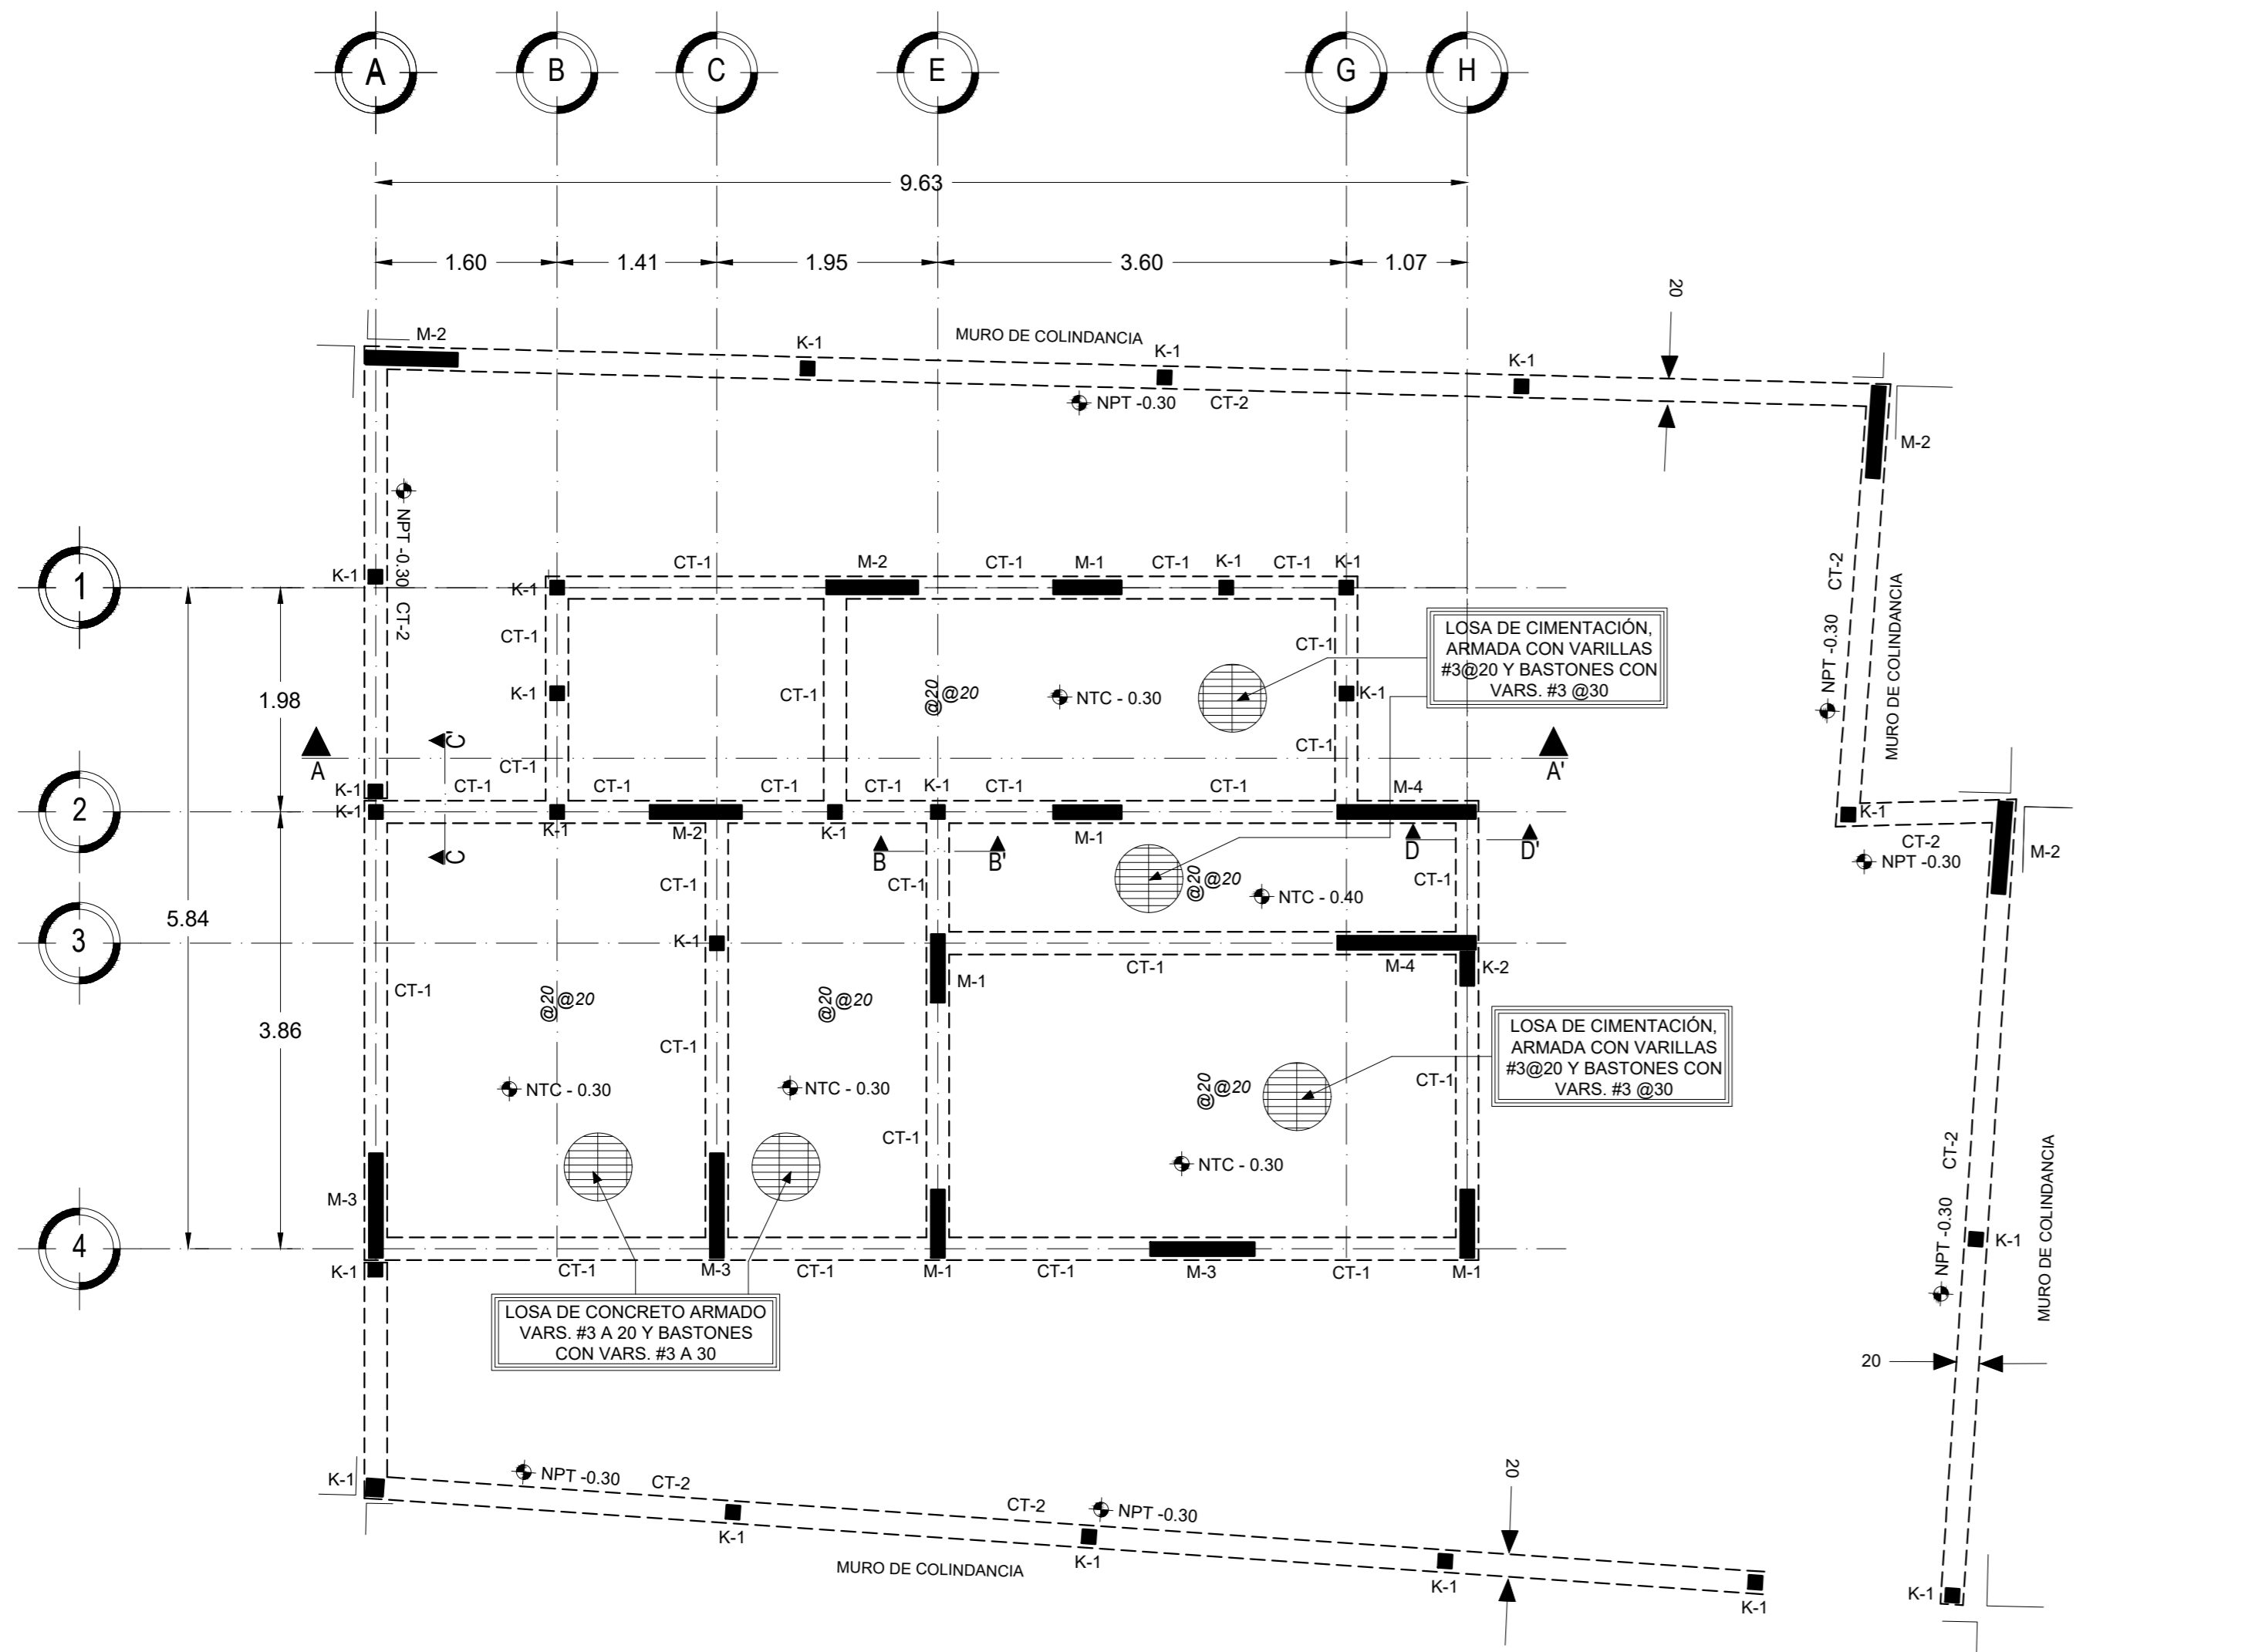 A B C E G H
9.63
1.60 1.41 1.95 3.60 1.07
20
M-2
K-1
MURO DE COLINDANCIA
K-1
K-1
NPT -0.30 CT-2
M-2
NPT -0.30 CT-2
K-1
1
CT-1 M-2 CT-1 M-1 CT-1 K-1 CT-1 K-1
K-1
CT-2
NPT -0.30
MURO DE COLINDANCIA
CT-1
CT-1
LOSA DE CIMENTACIÓN,
ARMADA CON VARILLAS
#3@20 Y BASTONES CON
VARS. #3 @30
1.98
K-1
CT-1
@20 @20
NTC - 0.30
K-1
A
C'
CT-1
CT-1
A'
K-1
CT-1 CT-1 CT-1 CT-1 K-1 CT-1 CT-1 M-4
2
K-1
K-1 M-2 K-1 M-1
K-1
CT-2
NPT -0.30
M-2
C
B B'
D D'
CT-1
CT-1
@20 @20
NTC - 0.40
CT-1
5.84
3
K-1
CT-1
M-4
K-2
M-1
CT-1
@20 @20
@20 @20
3.86
CT-1
LOSA DE CIMENTACIÓN,
ARMADA CON VARILLAS
#3@20 Y BASTONES CON
VARS. #3 @30
NTC - 0.30
NTC - 0.30
@20 @20
CT-1
CT-1
NTC - 0.30
CT-2
NPT -0.30
MURO DE COLINDANCIA
M-3
4
K-1
K-1
CT-1 M-3 CT-1 M-1 CT-1 M-3 CT-1 M-1
LOSA DE CONCRETO ARMADO
VARS. #3 A 20 Y BASTONES
CON VARS. #3 A 30
20
K-1
NPT -0.30 CT-2
CT-2 NPT -0.30
20
K-1
K-1
K-1
K-1
K-1
MURO DE COLINDANCIA